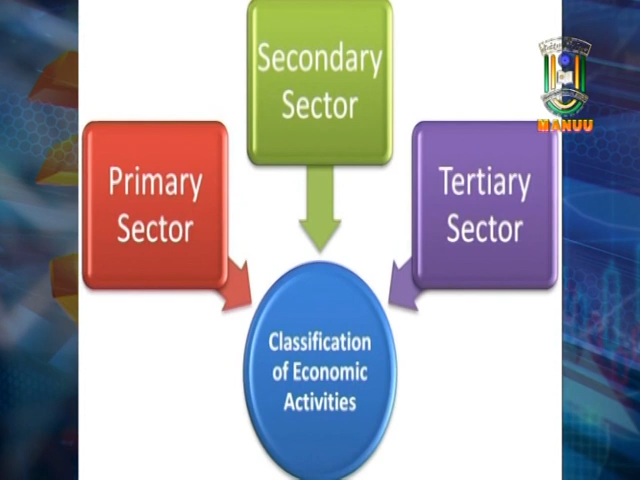 Secondary
Sector
Primary
Sector
Tertiary
Sector
Classification
of Economic
Activities
MANUU